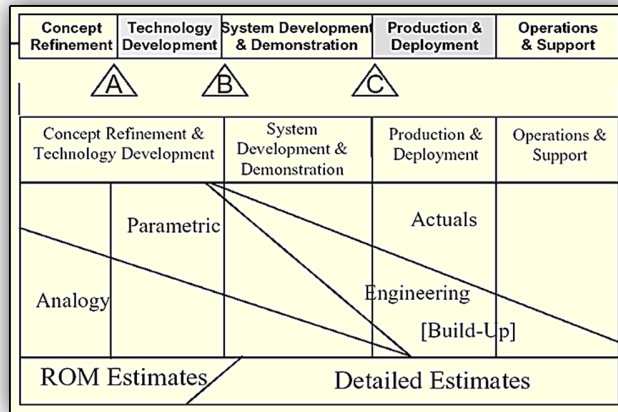 Concept
Refinement
Technology
Development
System Development
& Demonstration
Production &
Deployment
Operations
& Support
A
B
C
Concept Refinement &
Technology Development
System
Development &
Demonstration
Production &
Deployment
Operations &
Support
Parametric
Actuals
Analogy
Engineering
[Build-Up]
ROM Estimates
Detailed Estimates